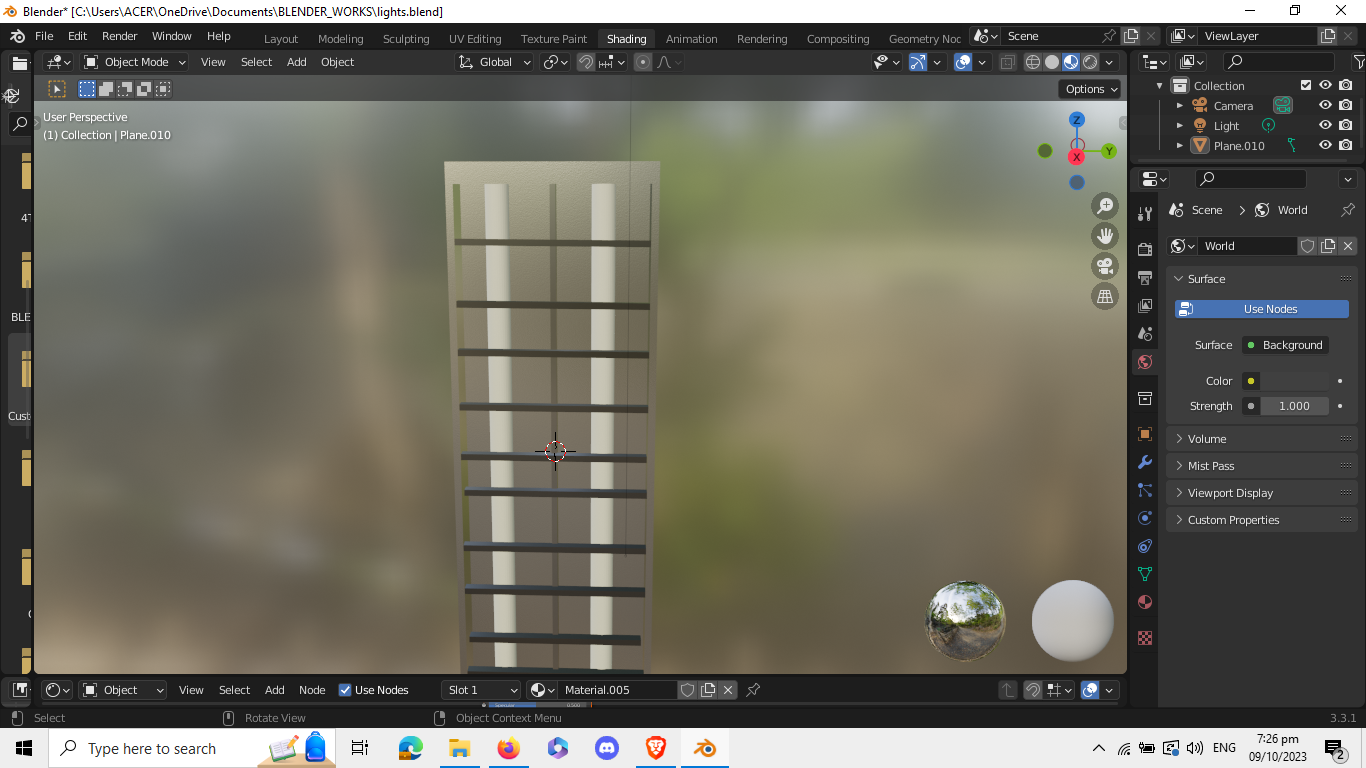 Blender* [C:\Users\ACER\OneDrive\Documents\BLENDER_WORKS\lights.blend]
File Edit Render Window Help Layout Modeling Sculpting UV Editing Texture Paint Shading Animation Rendering Compositing Geometry Noc Scene ViewLayer
Object Mode View Select Add Object Global
Options
User Perspective
(1) Collection | Plane.010
Z
Y
X
Collection
Camera
Light
Plane.010
Scene > World
World
Surface
Use Nodes
Surface Background
Color
Strength 1.000
Volume
Mist Pass
Viewport Display
Custom Properties
4T
BLE
Cust
Object View Select Add Node Use Nodes Slot 1 Material.005
Select Rotate View Object Context Menu 3.3.1
Type here to search
ENG
7:26 pm
09/10/2023
2